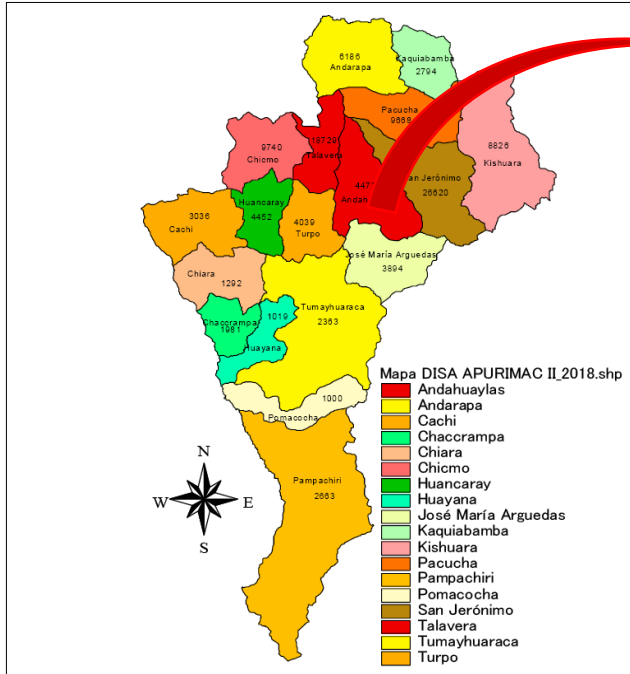 6186
Andarapa
Kaquiabamba
2794
Pacucha
9668
18729
Talavera
9740
Chicmo
8826
Kishuara
San Jerónimo
26620
Huancaray
4452
3036
Cachi
4039
Turpo
José María Arguedas
3894
Chiara
1292
Tumayhuaraca
2363
1019
Huayana
Chaccrampa
1981
1000
Pomacocha
Pampachiri
2663
N
W
E
S
Mapa DISA APURIMAC II_2018.shp
Andahuaylas
Andarapa
Cachi
Chaccrampa
Chiara
Chicmo
Huancaray
Huayana
José María Arguedas
Kaquiabamba
Kishuara
Pacucha
Pampachiri
Pomacocha
San Jerónimo
Talavera
Tumayhuaraca
Turpo